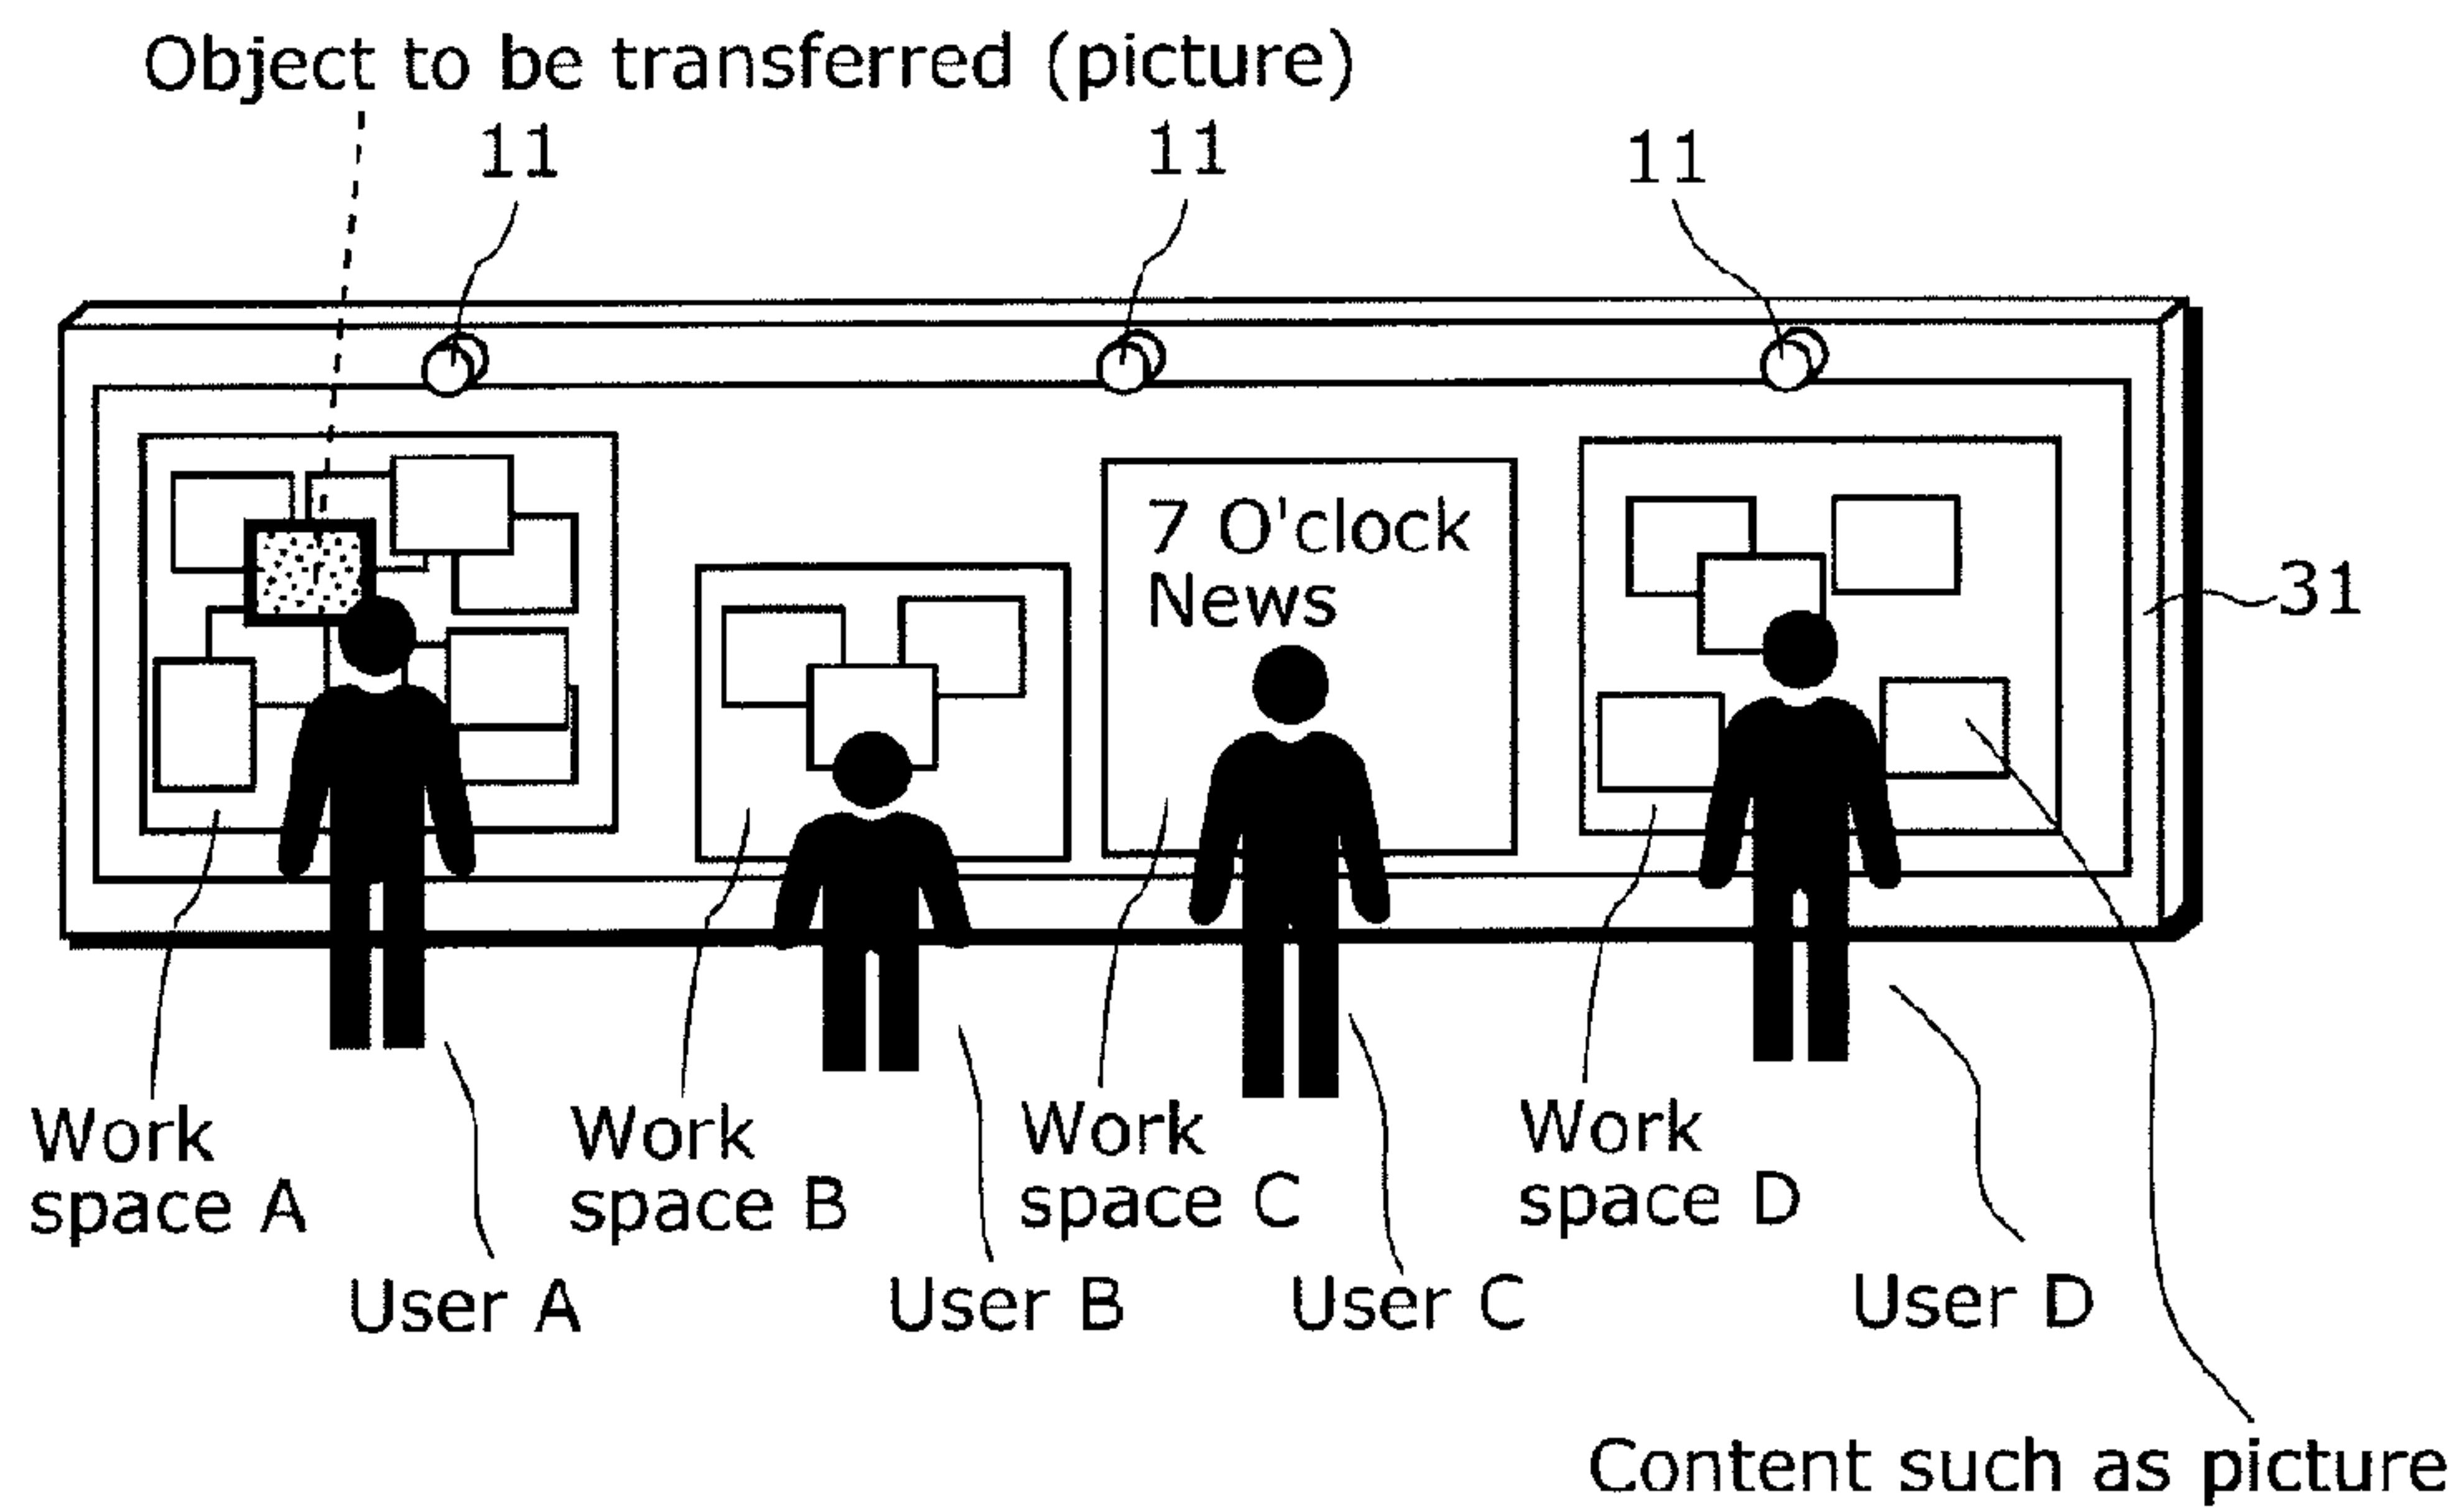 Object to be transferred (picture)
11
11
11
7 O'clock
News
31
Work
space A
Work
space B
Work
space C
Work
space D
User A
User B
User C
User D
Content such as picture